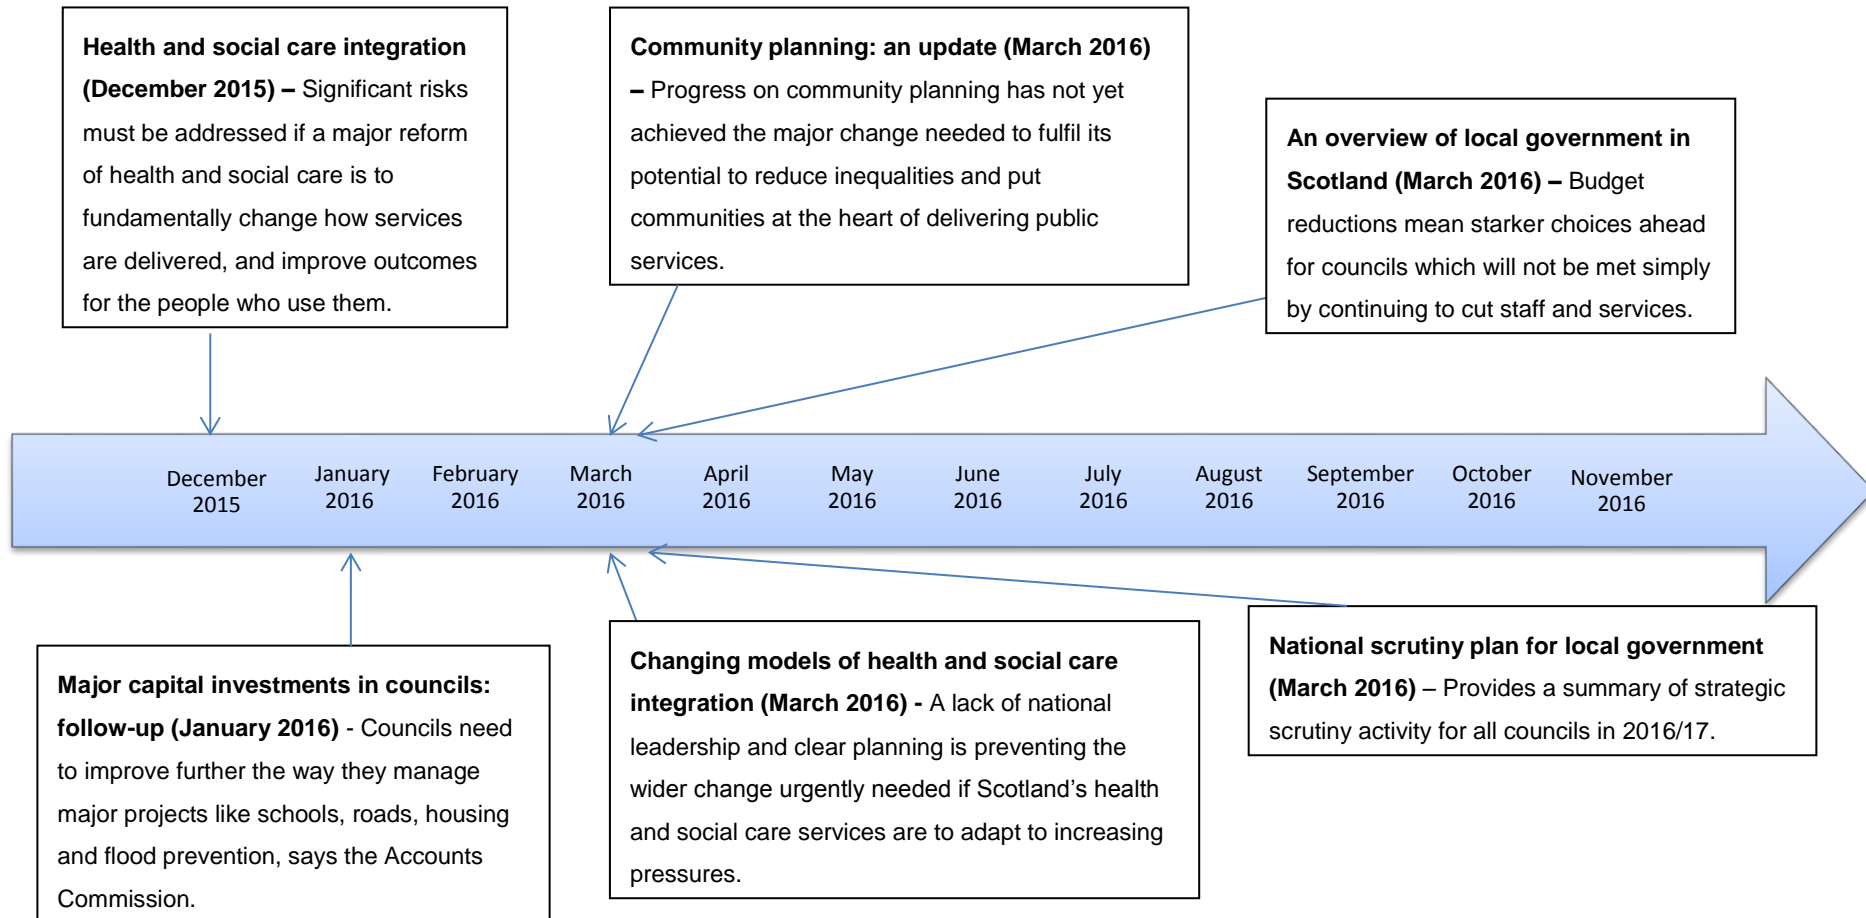 Health and social care integration
(December 2015) – Significant risks
must be addressed if a major reform
of health and social care is to
fundamentally change how services
are delivered, and improve outcomes
for the people who use them.
Community planning: an update (March 2016)
– Progress on community planning has not yet
achieved the major change needed to fulfil its
potential to reduce inequalities and put
communities at the heart of delivering public
services.
An overview of local government in
Scotland (March 2016) – Budget
reductions mean starker choices ahead
for councils which will not be met simply
by continuing to cut staff and services.
December
2015
January
2016
February
2016
March
2016
April
2016
May
2016
June
2016
July
2016
August
2016
September
2016
October
2016
November
2016
Major capital investments in councils:
follow-up (January 2016) - Councils need
to improve further the way they manage
major projects like schools, roads, housing
and flood prevention, says the Accounts
Commission.
Changing models of health and social care
integration (March 2016) - A lack of national
leadership and clear planning is preventing the
wider change urgently needed if Scotland’s health
and social care services are to adapt to increasing
pressures.
National scrutiny plan for local government
(March 2016) – Provides a summary of strategic
scrutiny activity for all councils in 2016/17.